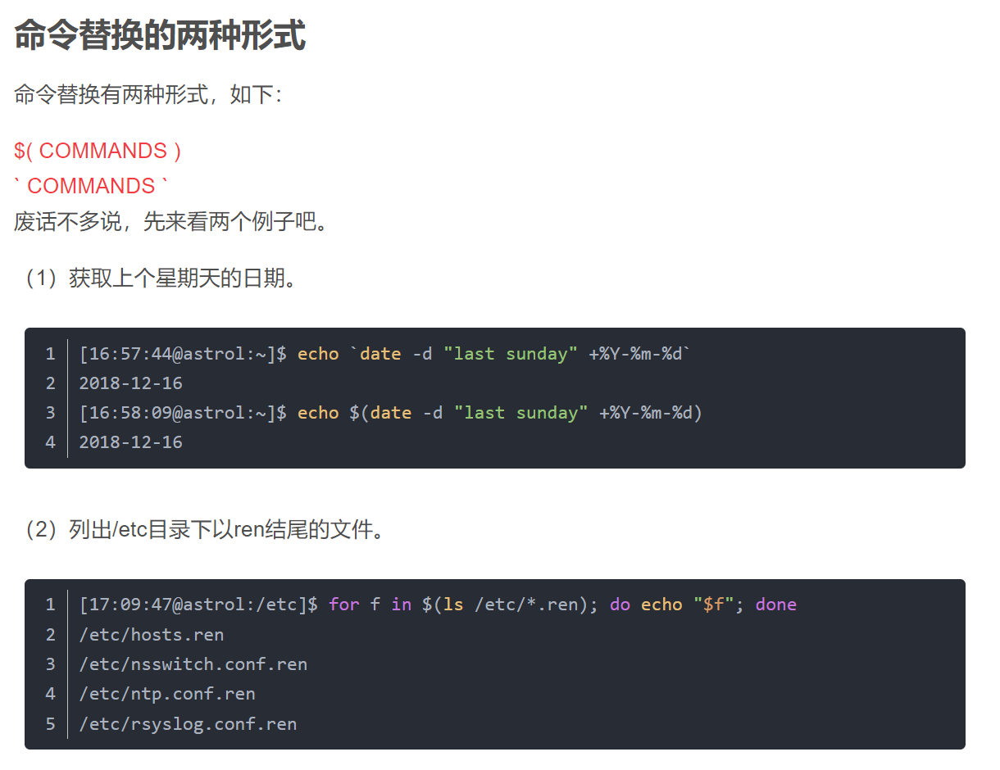 命令替换的两种形式
命令替换有两种形式，如下：
$( COMMANDS )
` COMMANDS `
废话不多说，先来看两个例子吧。
（1）获取上个星期天的日期。
1 [16:57:44@astrol:~]$ echo `date -d "last sunday" +%Y-%m-%d`
2 2018-12-16
3 [16:58:09@astrol:~]$ echo $(date -d "last sunday" +%Y-%m-%d)
4 2018-12-16
（2）列出/etc目录下以ren结尾的文件。
1 [17:09:47@astrol:/etc]$ for f in $(ls /etc/*.ren); do echo "$f"; done
2 /etc/hosts.ren
3 /etc/nsswitch.conf.ren
4 /etc/ntp.conf.ren
5 /etc/rsyslog.conf.ren